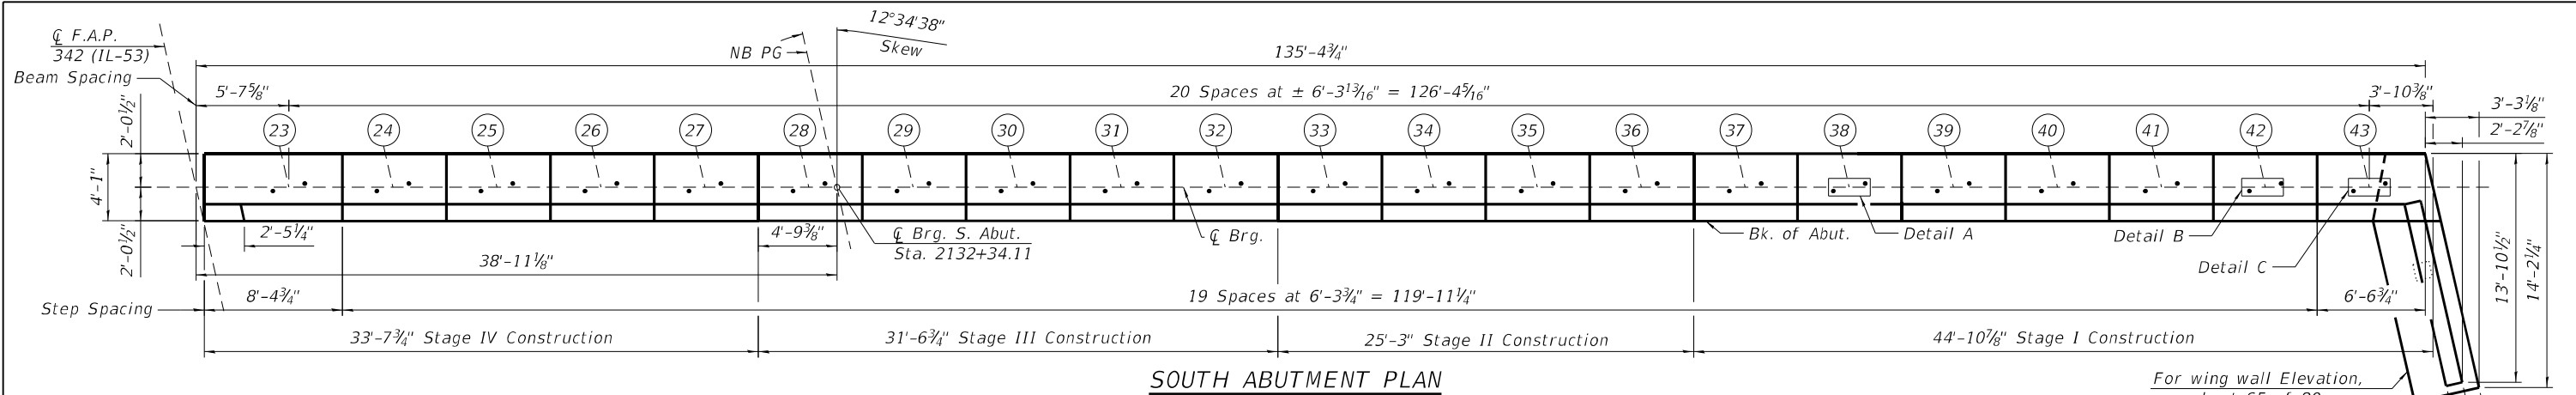 ℄ F.A.P.
342 (IL-53)
Beam Spacing
NB PG
12°34'38"
Skew
135'-4¾"
5'-7⅝"
20 Spaces at ± 6'-3¹³⁄₁₆" = 126'-4⁵⁄₁₆"
3'-10⅜"
3'-3⅛"
2'-2⅞"
2'-0½"
4'-1"
2'-0½"
23
24
25
26
27
28
29
30
31
32
33
34
35
36
37
38
39
40
41
42
43
2'-5¼"
4'-9⅜"
℄ Brg. S. Abut.
Sta. 2132+34.11
℄ Brg.
Bk. of Abut.
Detail A
Detail B
Detail C
38'-11⅛"
13'-10½"
14'-2¼"
Step Spacing
8'-4¾"
19 Spaces at 6'-3¾" = 119'-11¼"
6'-6¾"
33'-7¾" Stage IV Construction
31'-6¾" Stage III Construction
25'-3" Stage II Construction
44'-10⅞" Stage I Construction
SOUTH ABUTMENT PLAN
For wing wall Elevation,